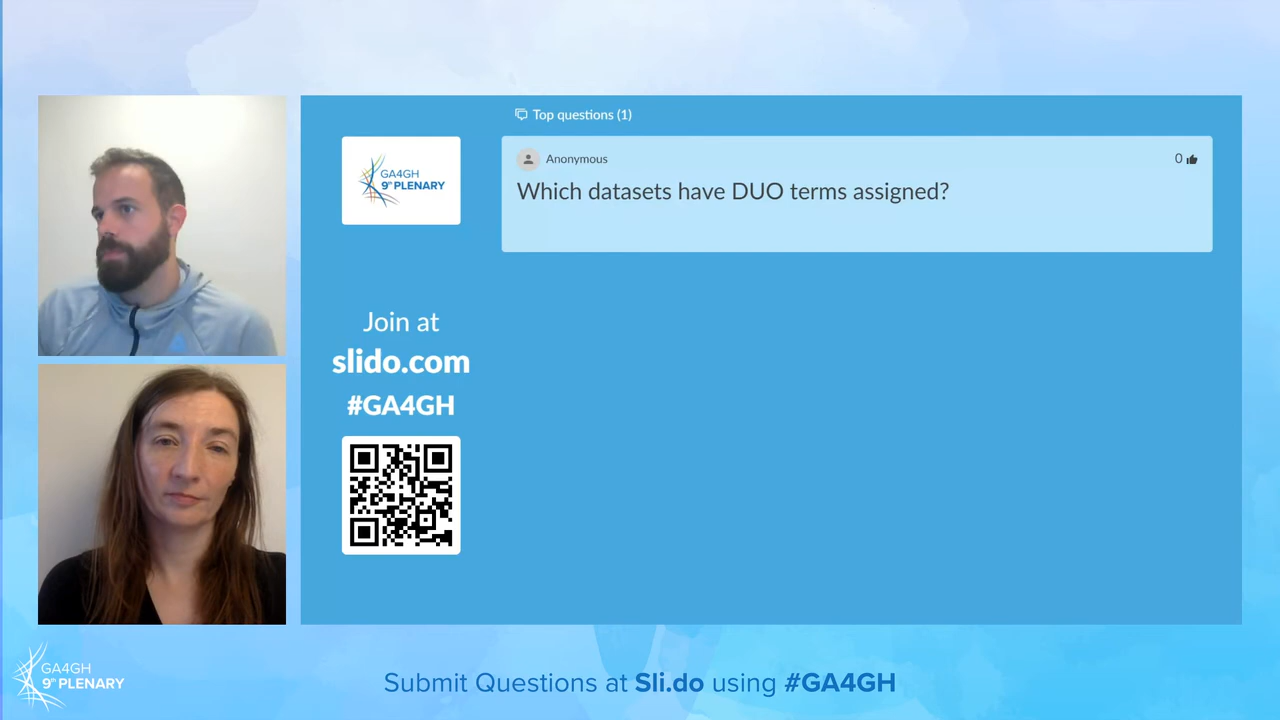 Top questions (1)
GA4GH
9th PLENARY
Anonymous
0
Which datasets have DUO terms assigned?
Join at
slido.com
#GA4GH
GA4GH
9th PLENARY
Submit Questions at Sli.do using #GA4GH